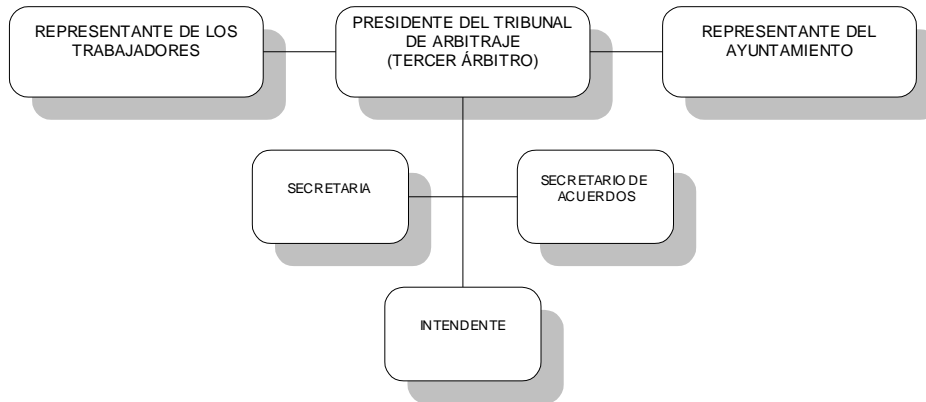 REPRESENTANTE DE LOS
TRABAJADORES
PRESIDENTE DEL TRIBUNAL
DE ARBITRAJE
(TERCER ÁRBITRO)
REPRESENTANTE DEL
AYUNTAMIENTO
SECRETARIA
SECRETARIO DE
ACUERDOS
INTENDENTE